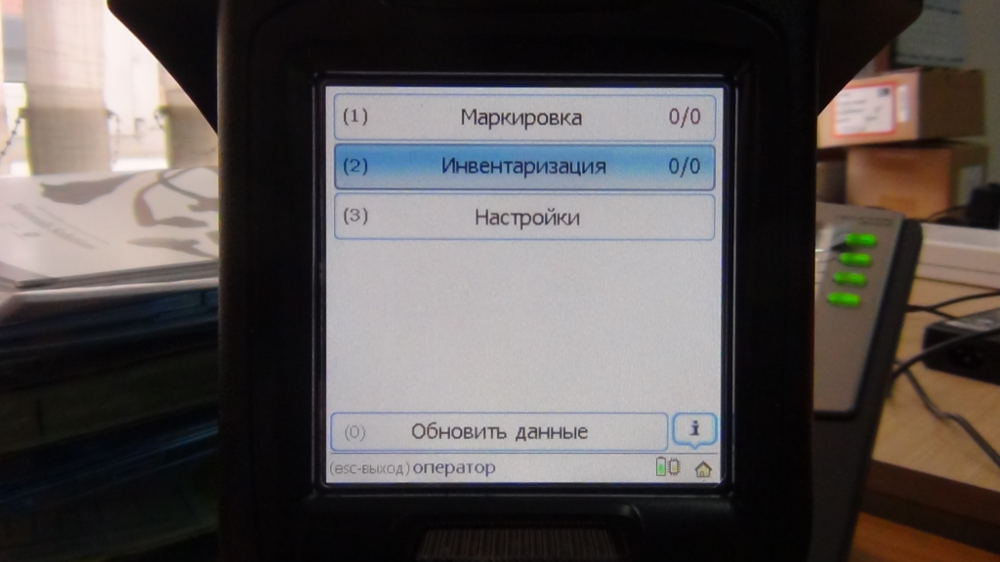 (1) Маркировка 0/0
(2) Инвентаризация 0/0
(3) Настройки
(0) Обновить данные i
(esc-выход) оператор